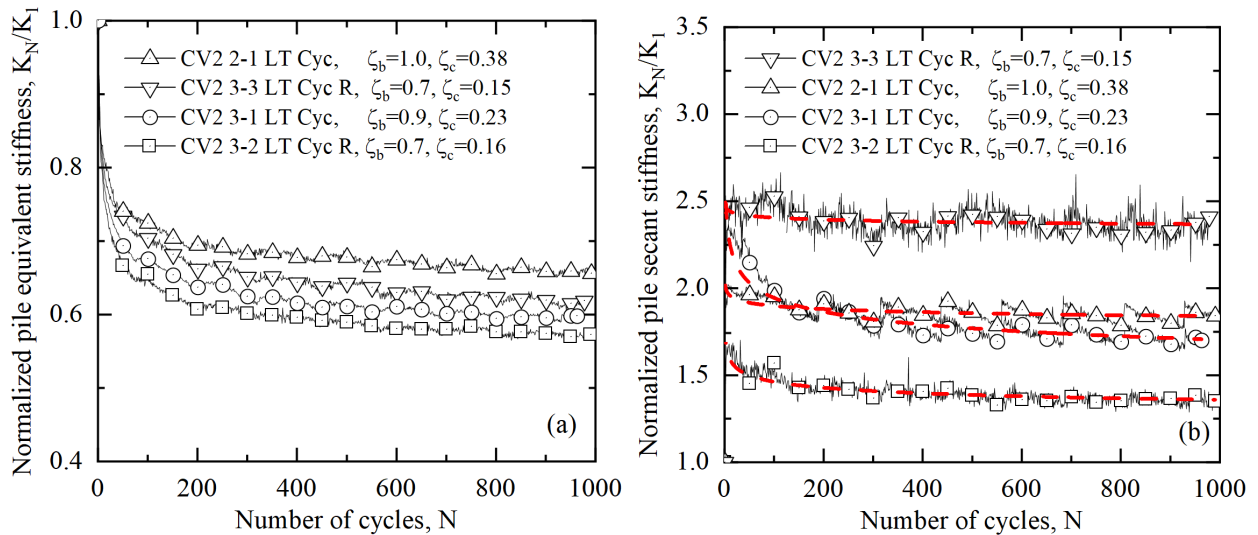 Normalized pile equivalent stiffness, K_N/K_1
1.0
0.8
0.6
0.4
CV2 2-1 LT Cyc, ζ_b=1.0, ζ_c=0.38
CV2 3-3 LT Cyc R, ζ_b=0.7, ζ_c=0.15
CV2 3-1 LT Cyc, ζ_b=0.9, ζ_c=0.23
CV2 3-2 LT Cyc R, ζ_b=0.7, ζ_c=0.16
(a)
0 200 400 600 800 1000
Number of cycles, N
Normalized pile secant stiffness, K_N/K_1
3.5
3.0
2.5
2.0
1.5
1.0
CV2 3-3 LT Cyc R, ζ_b=0.7, ζ_c=0.15
CV2 2-1 LT Cyc, ζ_b=1.0, ζ_c=0.38
CV2 3-1 LT Cyc, ζ_b=0.9, ζ_c=0.23
CV2 3-2 LT Cyc R, ζ_b=0.7, ζ_c=0.16
(b)
0 200 400 600 800 1000
Number of cycles, N